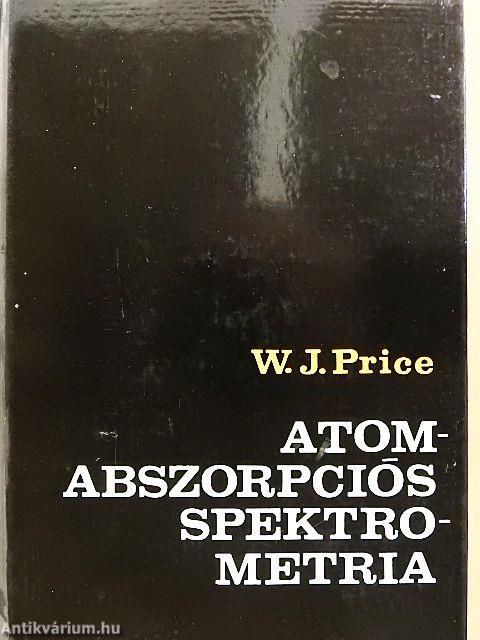 W. J. Price
ATOM-
ABSZORPCIÓS
SPEKTRO-
METRIA
Antikvárium.hu